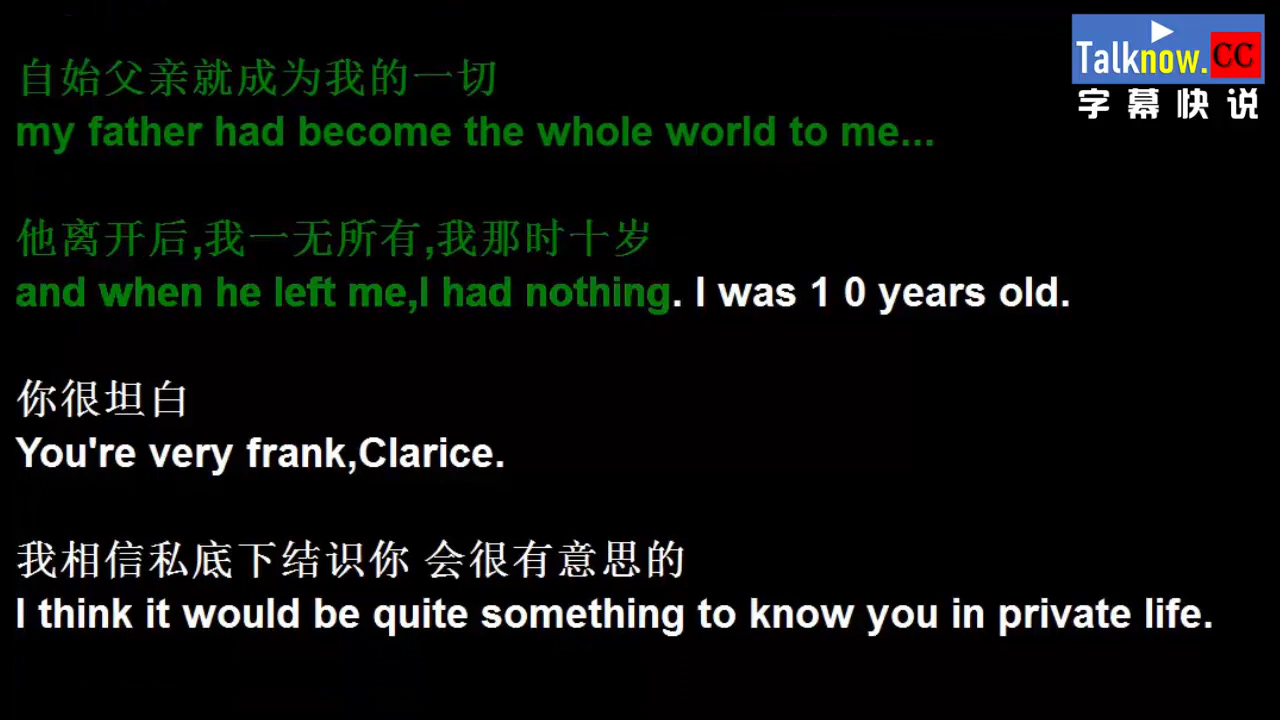 Talknow.CC
字幕快说
自始父亲就成为我的一切
my father had become the whole world to me...
他离开后,我一无所有,我那时十岁
and when he left me,I had nothing. I was 1 0 years old.
你很坦白
You're very frank,Clarice.
我相信私底下结识你 会很有意思的
I think it would be quite something to know you in private life.